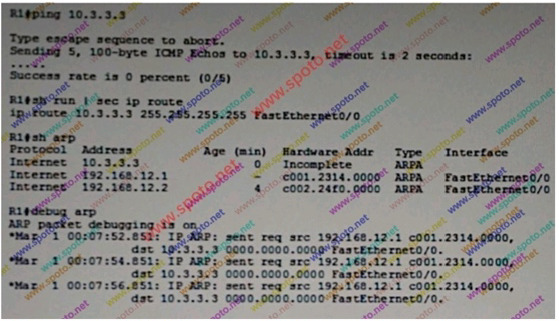 R1#ping 10.3.3.3
Type escape sequence to abort.
Sending 5, 100-byte ICMP Echos to 10.3.3.3, timeout is 2 seconds:
.....
Success rate is 0 percent (0/5)
R1#sh run | sec ip route
ip route 10.3.3.3 255.255.255.255 FastEthernet0/0
R1#sh arp
Protocol Address Age (min) Hardware Addr Type Interface
Internet 10.3.3.3 0 Incomplete ARPA
Internet 192.168.12.1 - c001.2314.0000 ARPA FastEthernet0/0
Internet 192.168.12.2 4 c002.24f0.0000 ARPA FastEthernet0/0
R1#debug arp
ARP packet debugging is on
*Mar 1 00:07:52.851: IP ARP: sent req src 192.168.12.1 c001.2314.0000,
dst 10.3.3.3 0000.0000.0000 FastEthernet0/0.
*Mar 1 00:07:54.851: IP ARP: sent req src 192.168.12.1 c001.2314.0000,
dst 10.3.3.3 0000.0000.0000 FastEthernet0/0.
*Mar 1 00:07:56.851: IP ARP: sent req src 192.168.12.1 c001.2314.0000,
dst 10.3.3.3 0000.0000.0000 FastEthernet0/0.
www.spoto.net